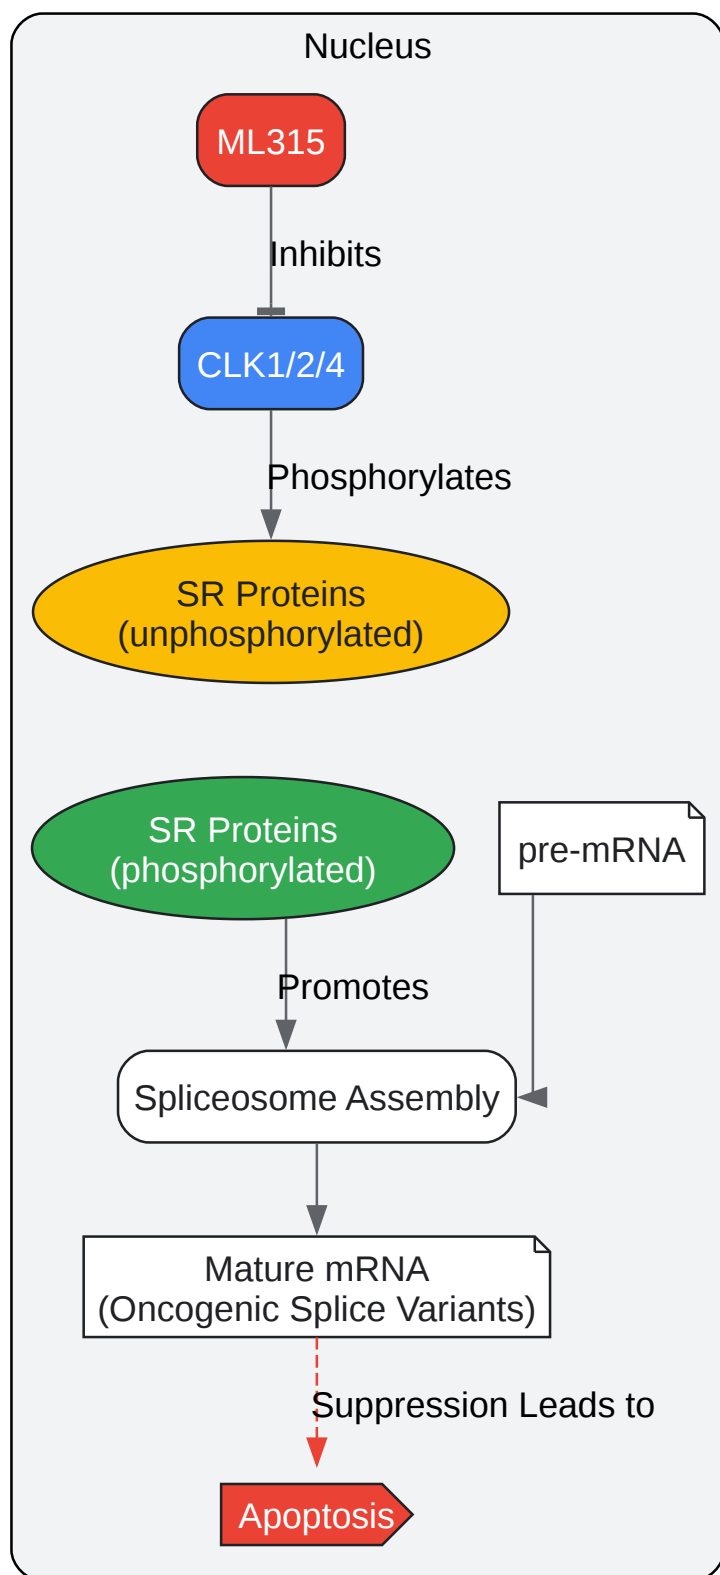 Nucleus
ML315
Inhibits
CLK1/2/4
Phosphorylates
SR Proteins
(unphosphorylated)
SR Proteins
(phosphorylated)
pre-mRNA
Promotes
Spliceosome Assembly
Mature mRNA
(Oncogenic Splice Variants)
Suppression Leads to
Apoptosis